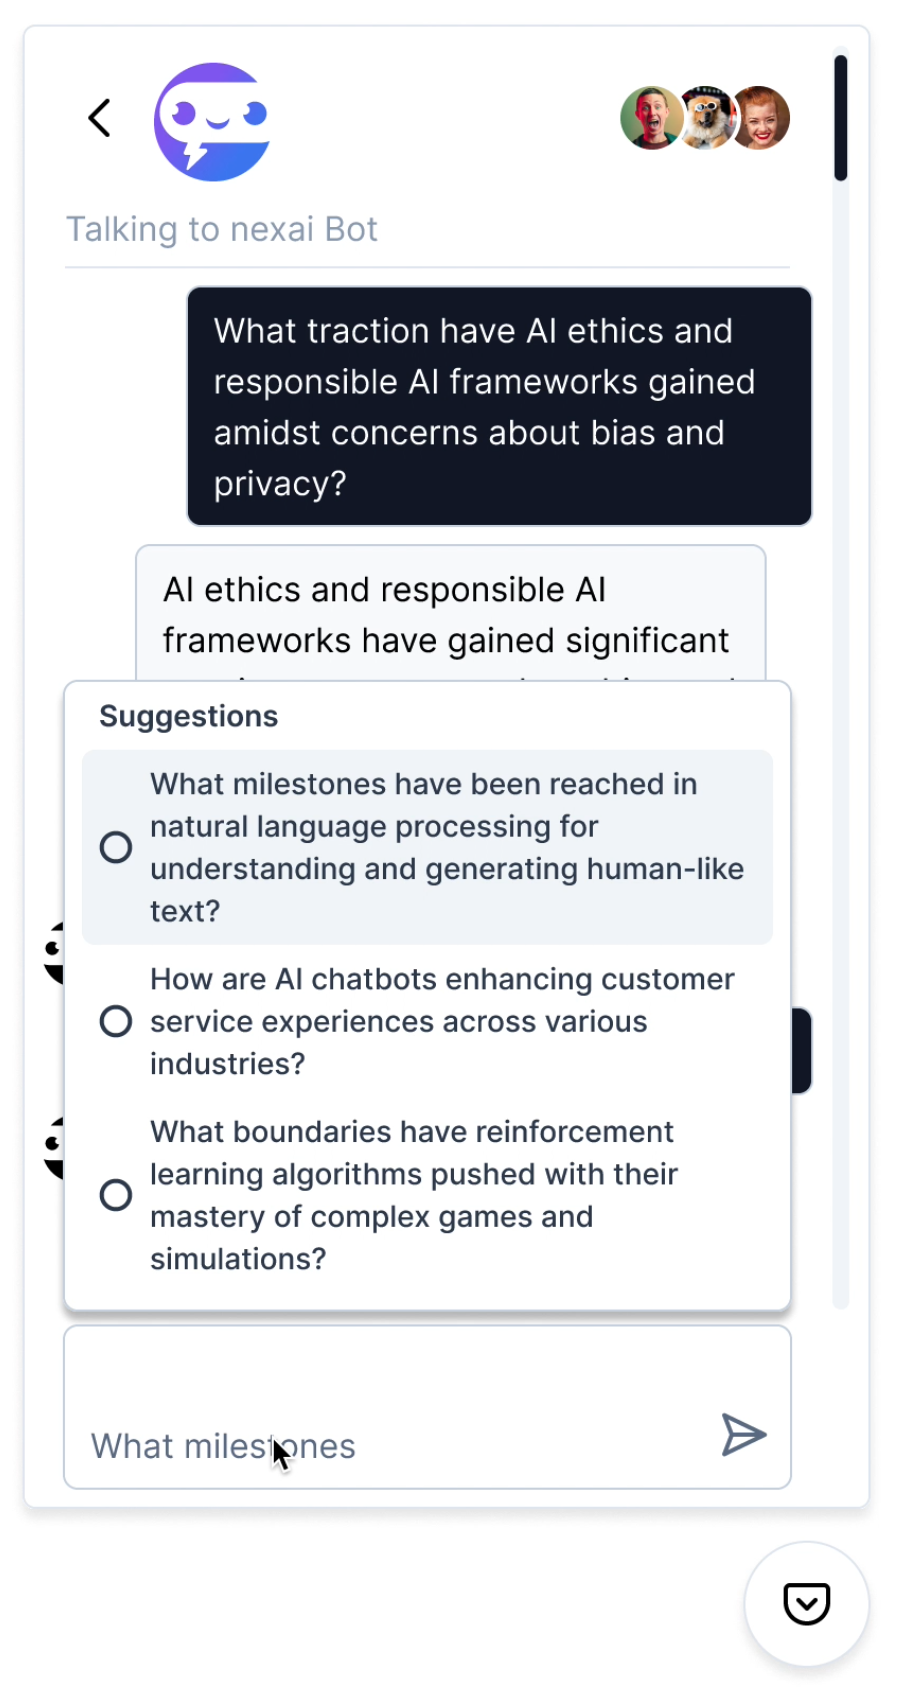 Talking to nexai Bot
What traction have AI ethics and
responsible AI frameworks gained
amidst concerns about bias and
privacy?
AI ethics and responsible AI
frameworks have gained significant
Suggestions
What milestones have been reached in
natural language processing for
understanding and generating human-like
text?
How are AI chatbots enhancing customer
service experiences across various
industries?
What boundaries have reinforcement
learning algorithms pushed with their
mastery of complex games and
simulations?
What milestones